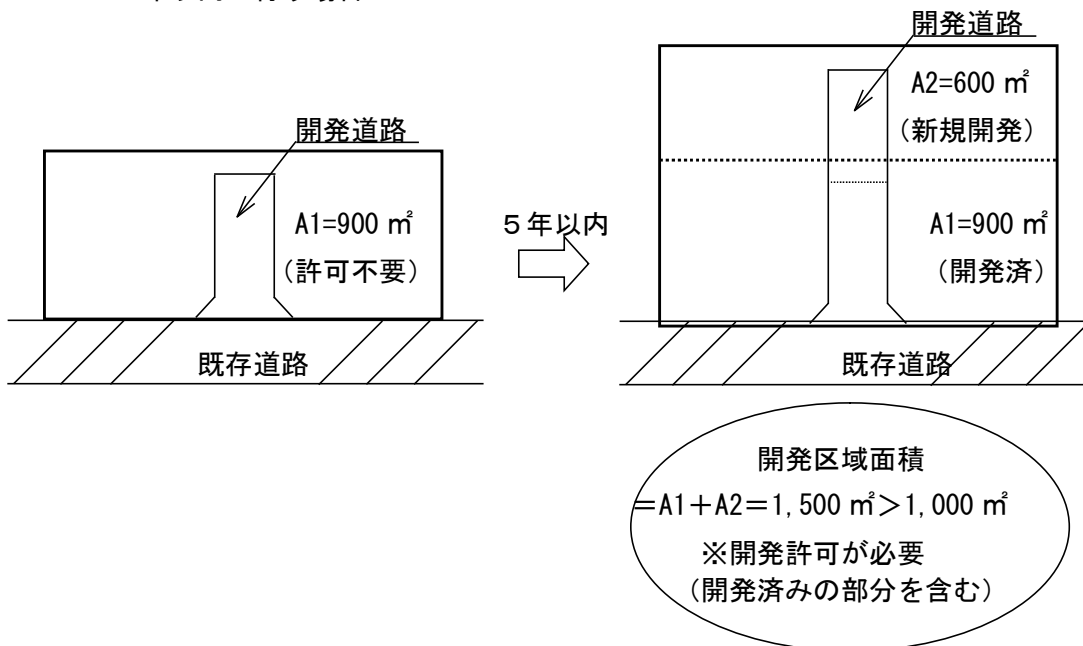 開発道路
A1=900 ㎡
(許可不要)
既存道路
5年以内
開発道路
A2=600 ㎡
(新規開発)
A1=900 ㎡
(開発済)
既存道路
開発区域面積
=A1+A2=1,500 ㎡>1,000 ㎡
※開発許可が必要
(開発済みの部分を含む)